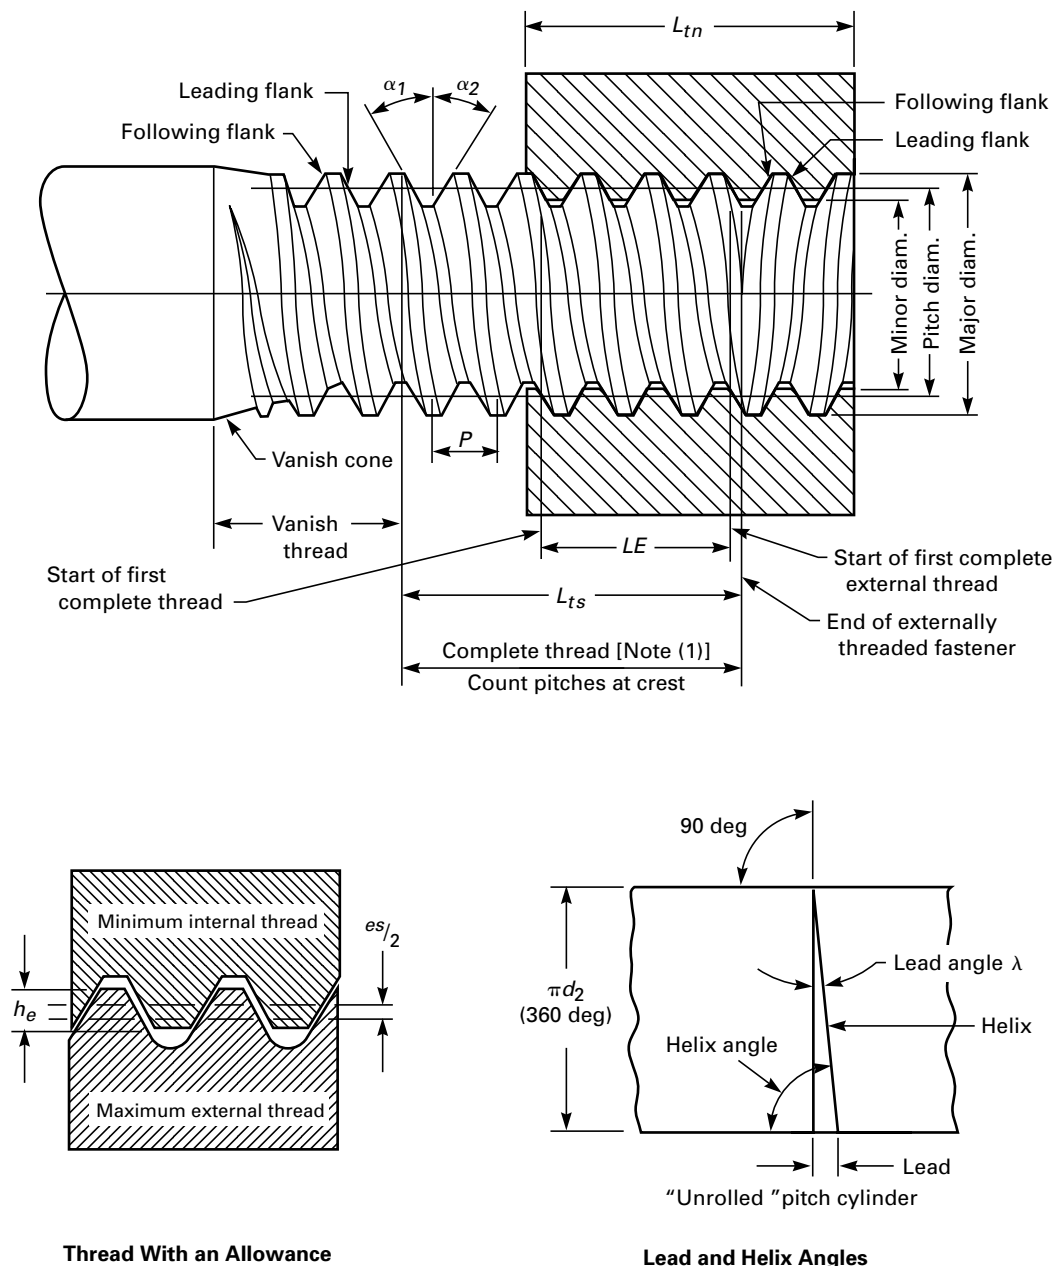 L_tn
α1
α2
Leading flank
Following flank
Following flank
Leading flank
Minor diam.
Pitch diam.
Major diam.
P
Vanish cone
Vanish
thread
LE
Start of first
complete thread
Start of first complete
external thread
L_ts
End of externally
threaded fastener
Complete thread [Note (1)]
Count pitches at crest
Minimum internal thread
es/2
h_e
Maximum external thread
Thread With an Allowance
90 deg
πd2
(360 deg)
Lead angle λ
Helix
Helix angle
Lead
“Unrolled ”pitch cylinder
Lead and Helix Angles